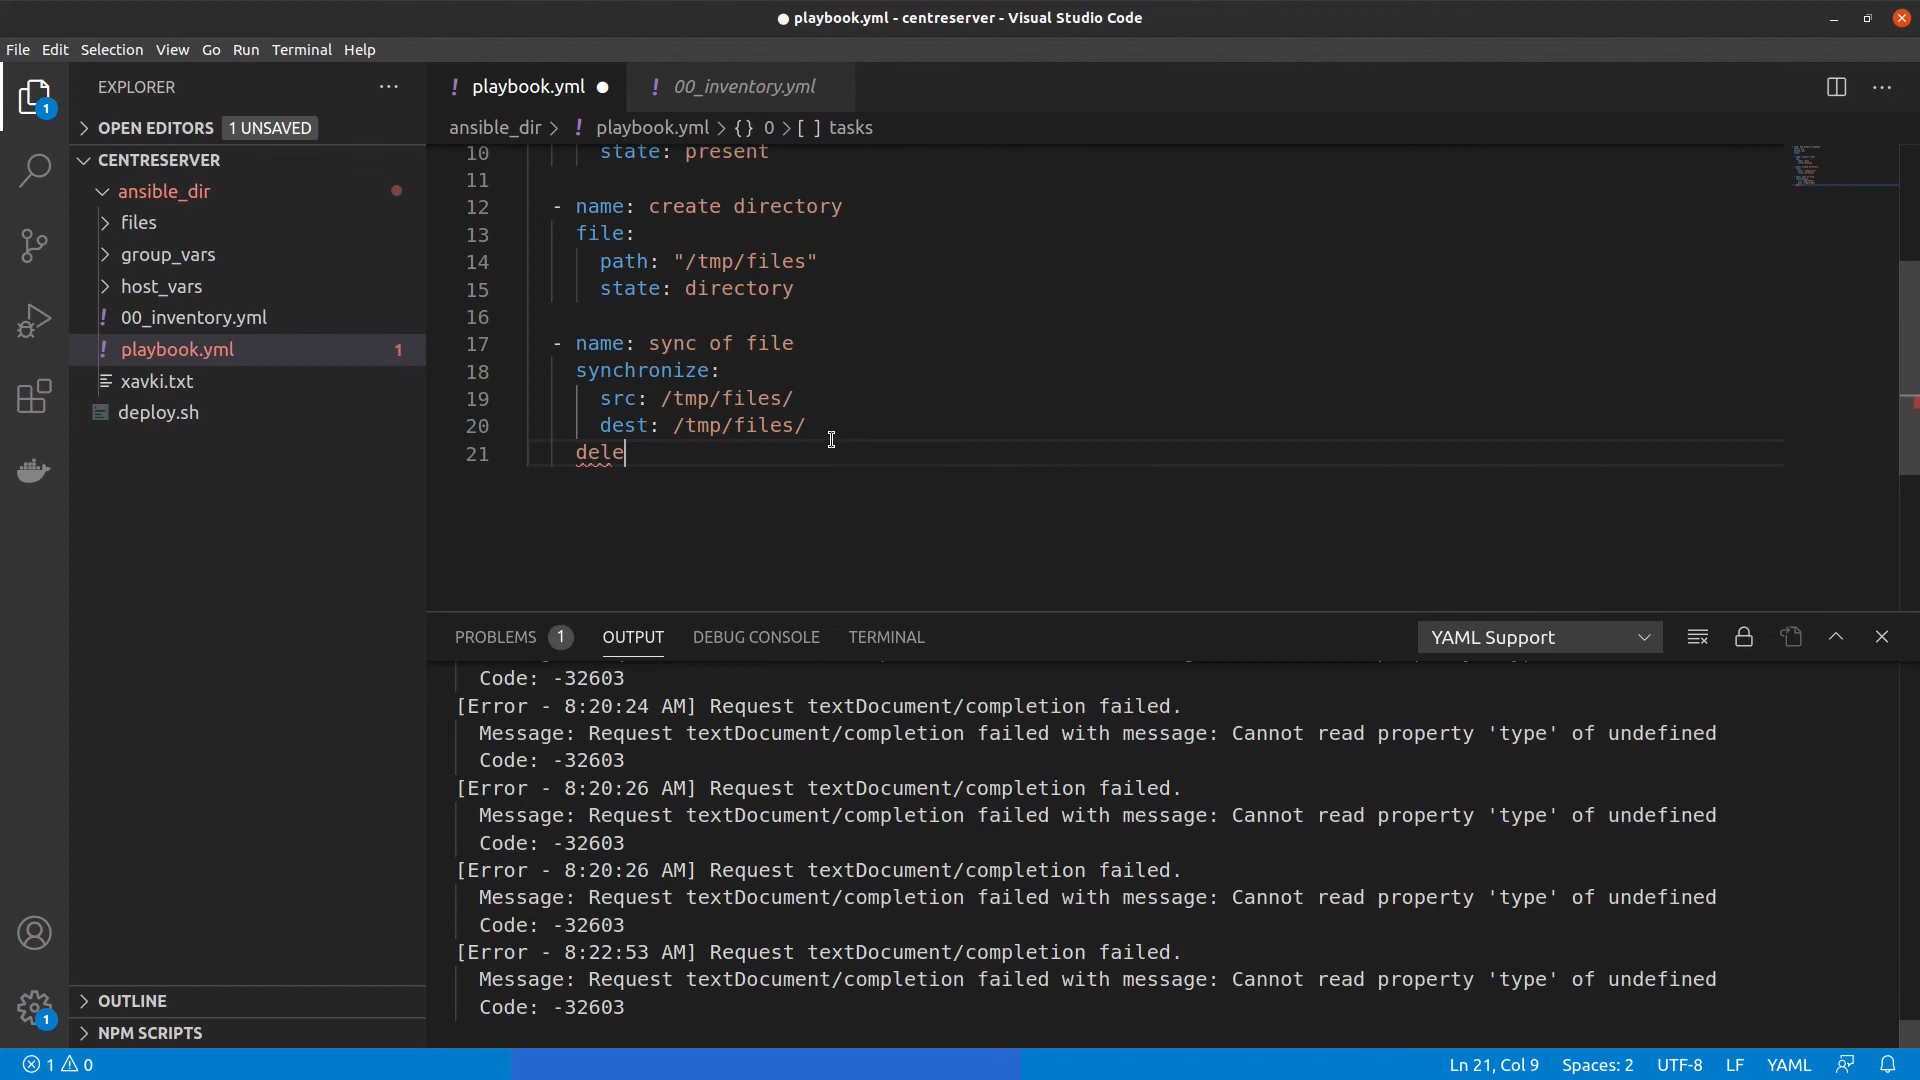 ● playbook.yml - centreserver - Visual Studio Code
File Edit Selection View Go Run Terminal Help
EXPLORER
1
OPEN EDITORS 1 UNSAVED
CENTRESERVER
ansible_dir
files
group_vars
host_vars
! 00_inventory.yml
! playbook.yml 1
xavki.txt
deploy.sh
OUTLINE
NPM SCRIPTS
1
! playbook.yml ●
! 00_inventory.yml
ansible_dir > ! playbook.yml > {} 0 > [ ] tasks
10 state: present
11
12 - name: create directory
13 file:
14 path: "/tmp/files"
15 state: directory
16
17 - name: sync of file
18 synchronize:
19 src: /tmp/files/
20 dest: /tmp/files/
21 dele
PROBLEMS 1 OUTPUT DEBUG CONSOLE TERMINAL
YAML Support
Code: -32603
[Error - 8:20:24 AM] Request textDocument/completion failed.
Message: Request textDocument/completion failed with message: Cannot read property 'type' of undefined
Code: -32603
[Error - 8:20:26 AM] Request textDocument/completion failed.
Message: Request textDocument/completion failed with message: Cannot read property 'type' of undefined
Code: -32603
[Error - 8:20:26 AM] Request textDocument/completion failed.
Message: Request textDocument/completion failed with message: Cannot read property 'type' of undefined
Code: -32603
[Error - 8:22:53 AM] Request textDocument/completion failed.
Message: Request textDocument/completion failed with message: Cannot read property 'type' of undefined
Code: -32603
1 0
Ln 21, Col 9 Spaces: 2 UTF-8 LF YAML